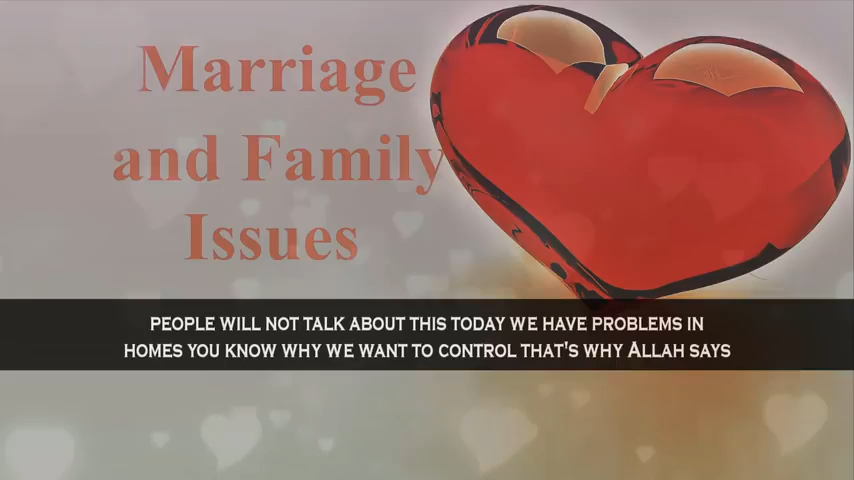 Marriage
and Family
Issues
PEOPLE WILL NOT TALK ABOUT THIS TODAY WE HAVE PROBLEMS IN
HOMES YOU KNOW WHY WE WANT TO CONTROL THAT'S WHY ALLAH SAYS